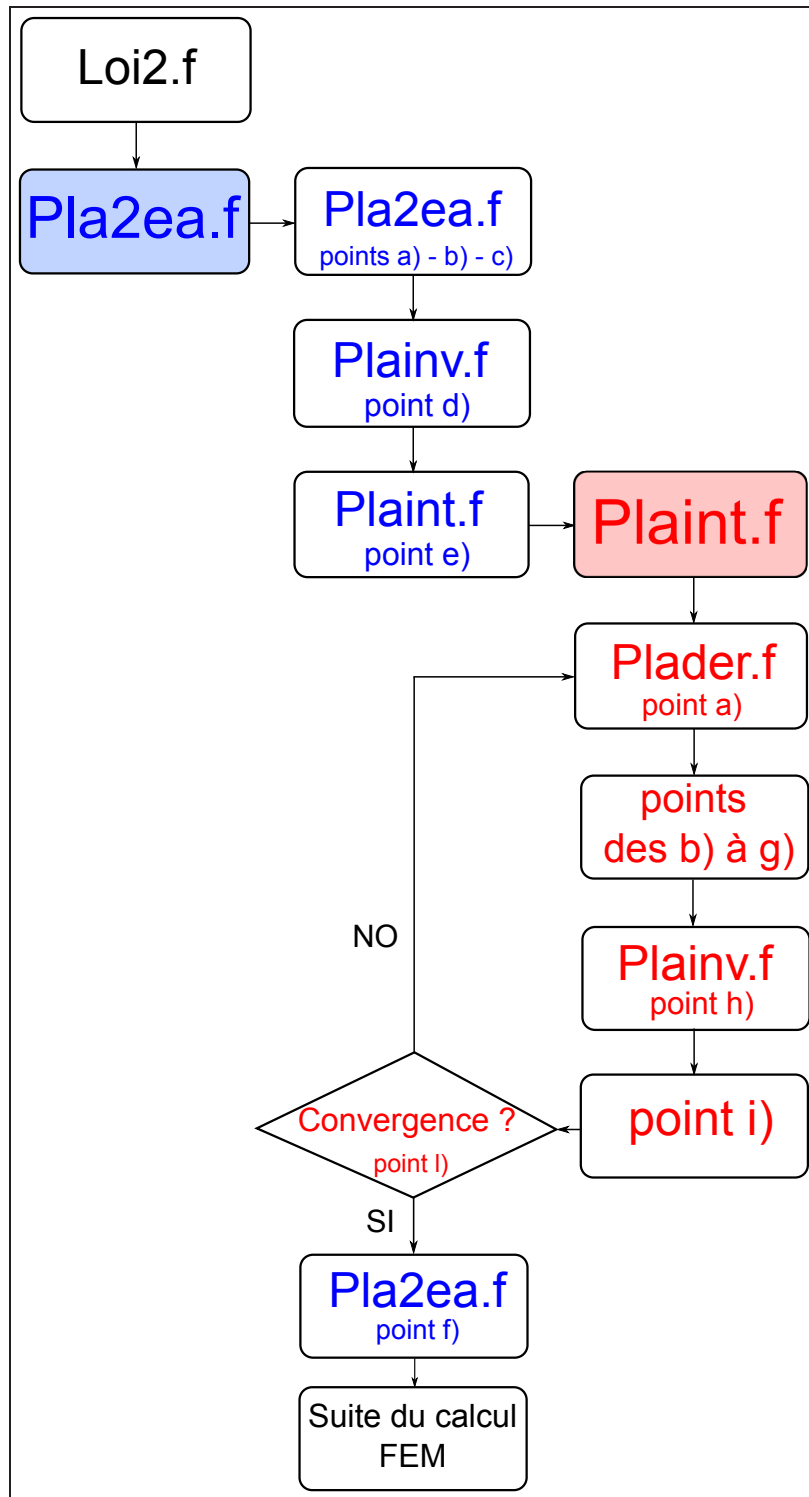 Loi2.f
Pla2ea.f
Pla2ea.f
points a) - b) - c)
Plainv.f
point d)
Plaint.f
point e)
Plaint.f
Plader.f
point a)
points
des b) à g)
Plainv.f
point h)
point i)
Convergence ?
point l)
NO
SI
Pla2ea.f
point f)
Suite du calcul
FEM